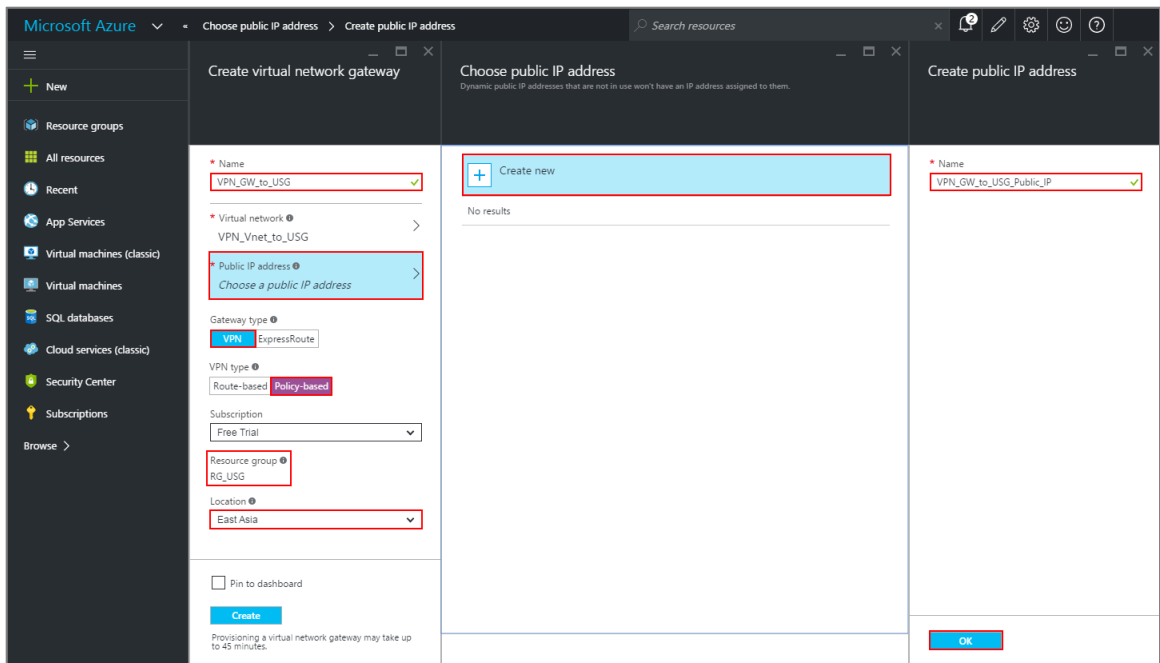 Microsoft Azure
« Choose public IP address > Create public IP address
Search resources
×
2
New
Resource groups
All resources
Recent
App Services
Virtual machines (classic)
Virtual machines
SQL
SQL databases
Cloud services (classic)
Security Center
Subscriptions
Browse >
Create virtual network gateway
* Name
VPN_GW_to_USG
* Virtual network
VPN_Vnet_to_USG
* Public IP address
Choose a public IP address
Gateway type
VPN ExpressRoute
VPN type
Route-based Policy-based
Subscription
Free Trial
Resource group
RG_USG
Location
East Asia
Pin to dashboard
Create
Provisioning a virtual network gateway may take up
to 45 minutes.
Choose public IP address
Dynamic public IP addresses that are not in use won't have an IP address assigned to them.
Create new
No results
Create public IP address
* Name
VPN_GW_to_USG_Public_IP
OK